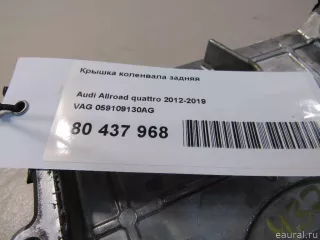 Крышка коленвала задняя
Audi Allroad quattro 2012-2019
VAG 059109130AG
80 437 968
eaural.ru